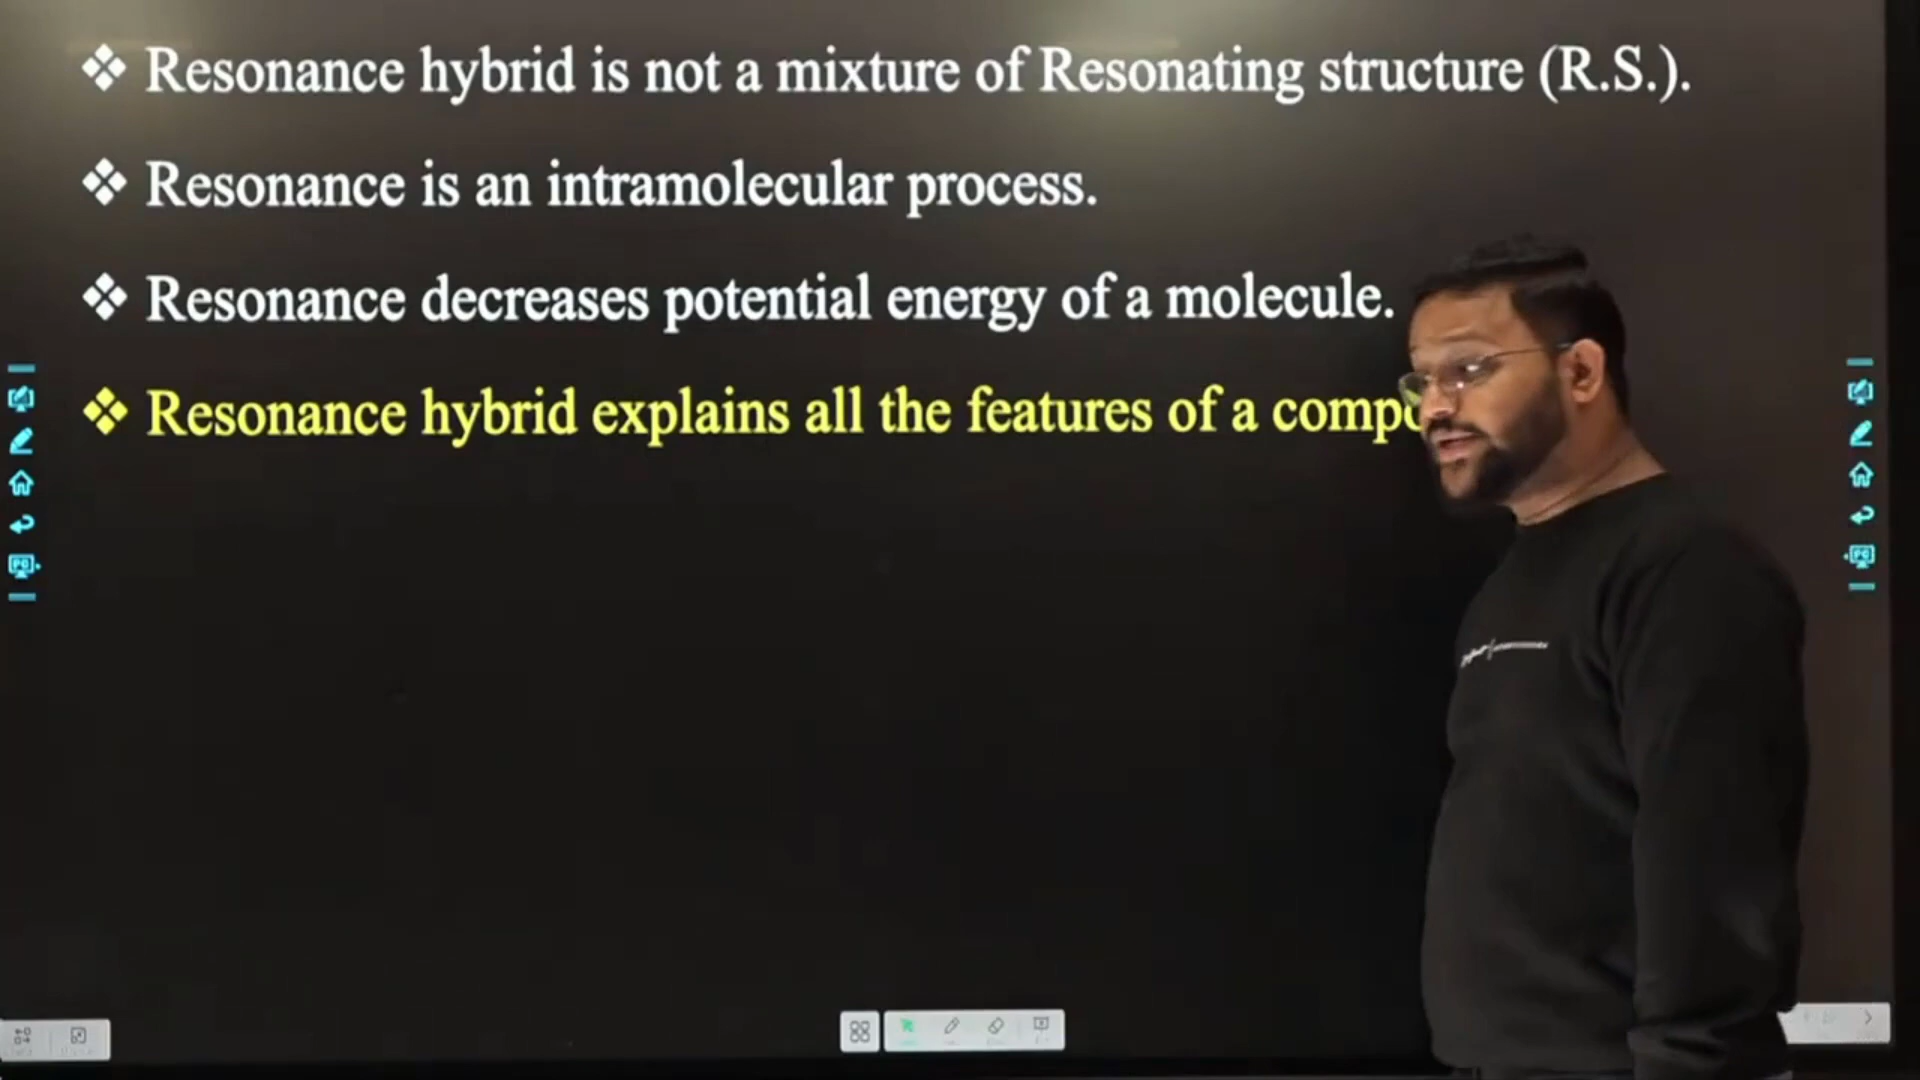 ❖ Resonance hybrid is not a mixture of Resonating structure (R.S.).
❖ Resonance is an intramolecular process.
❖ Resonance decreases potential energy of a molecule.
❖ Resonance hybrid explains all the features of a